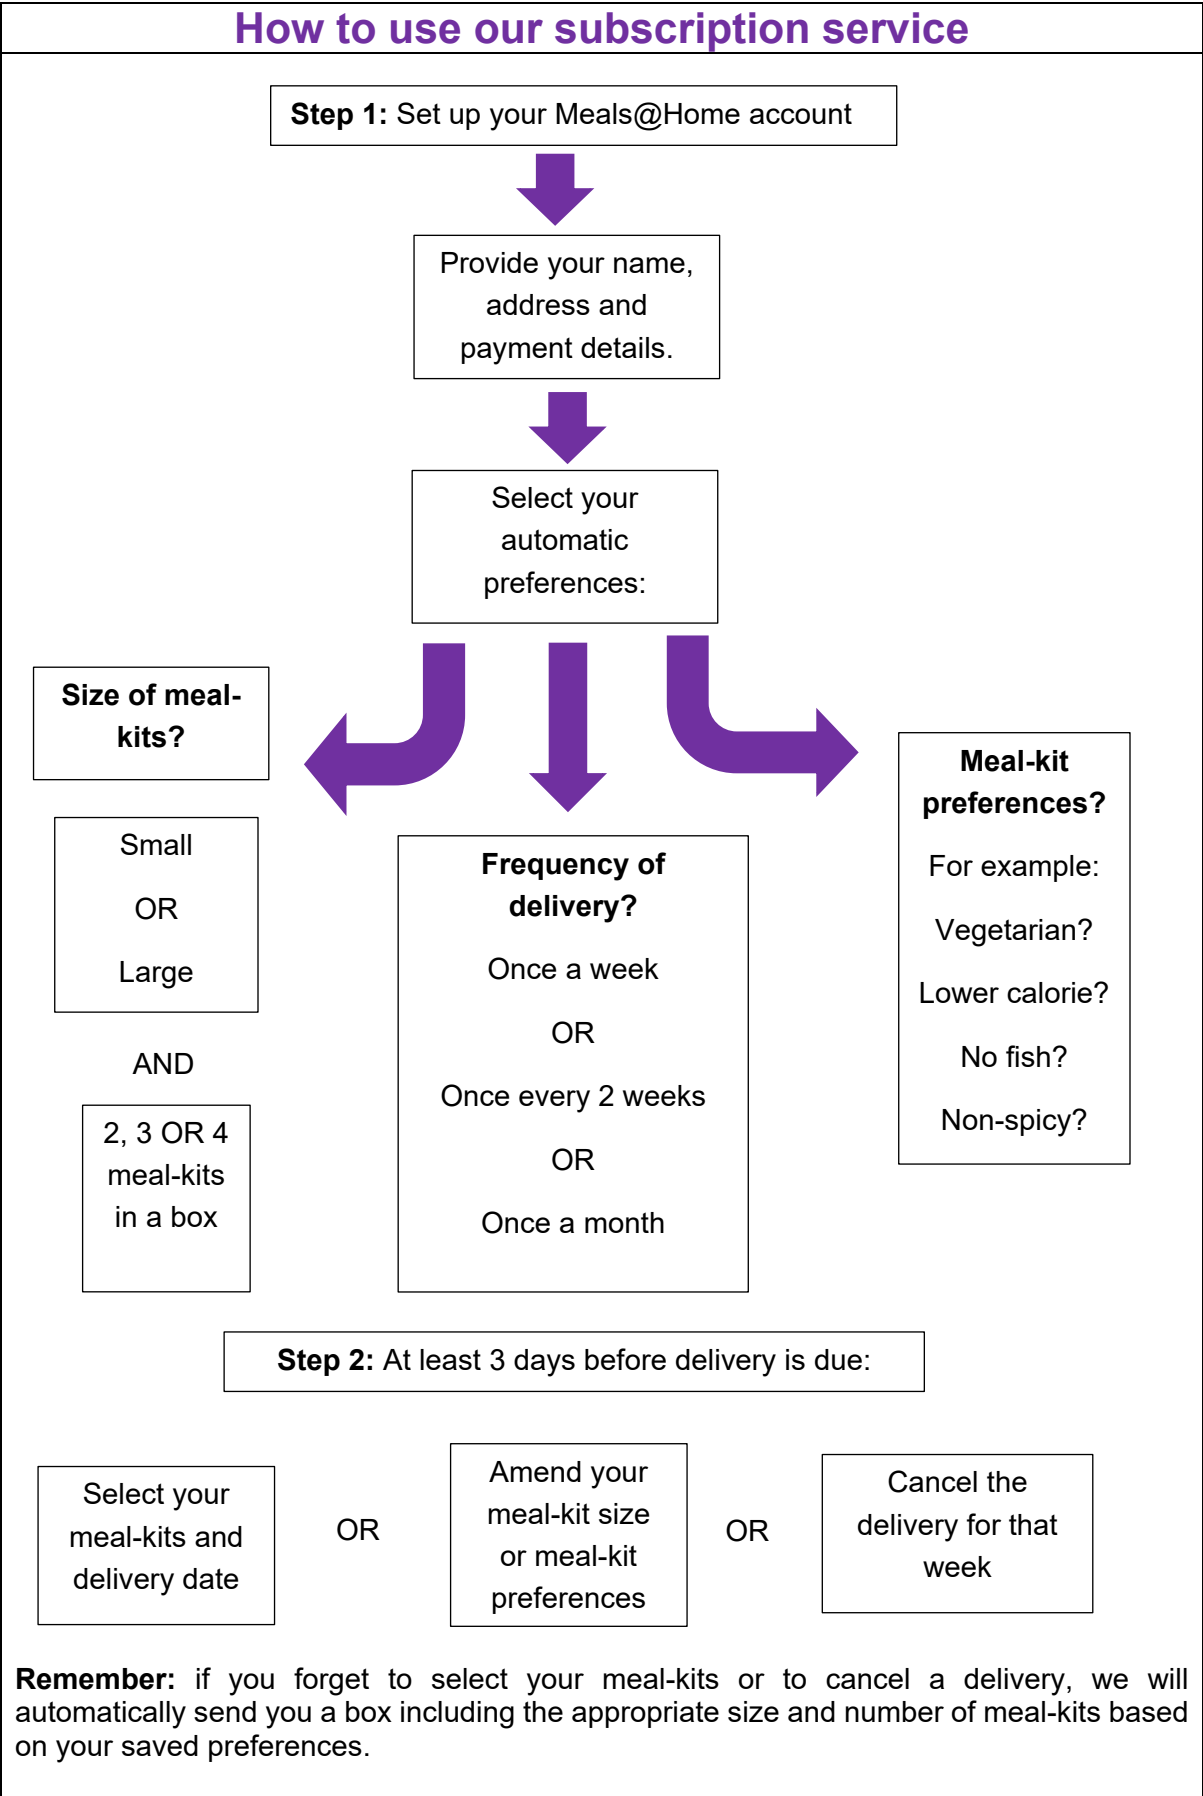 How to use our subscription service
Step 1: Set up your Meals@Home account
Provide your name,
address and
payment details.
Select your
automatic
preferences:
Size of meal-
kits?
Small
OR
Large
AND
2, 3 OR 4
meal-kits
in a box
Frequency of
delivery?
Once a week
OR
Once every 2 weeks
OR
Once a month
Meal-kit
preferences?
For example:
Vegetarian?
Lower calorie?
No fish?
Non-spicy?
Step 2: At least 3 days before delivery is due:
Select your
meal-kits and
delivery date
OR
Amend your
meal-kit size
or meal-kit
preferences
OR
Cancel the
delivery for that
week
Remember: if you forget to select your meal-kits or to cancel a delivery, we will
automatically send you a box including the appropriate size and number of meal-kits based
on your saved preferences.